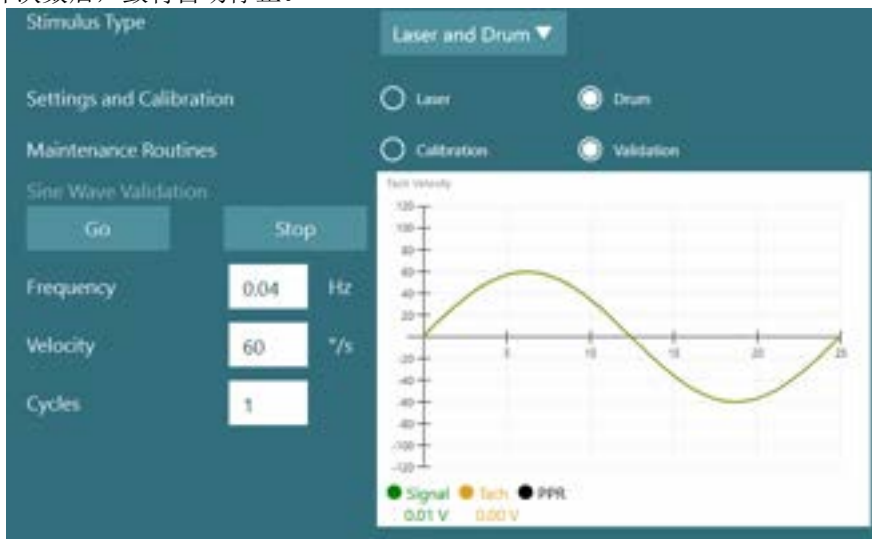 Stimulus Type
Laser and Drum ▼
Settings and Calibration
Laser
Drum
Maintenance Routines
Calibration
Validation
Sine Wave Validation
Go
Stop
Frequency
0.04
Hz
Velocity
60
°/s
Cycles
1
Tach Velocity
120
100
80
60
40
20
5
10
15
20
25
-20
-40
-60
-80
-100
-120
Signal
Tach
PPR
0.01 V
0.00 V